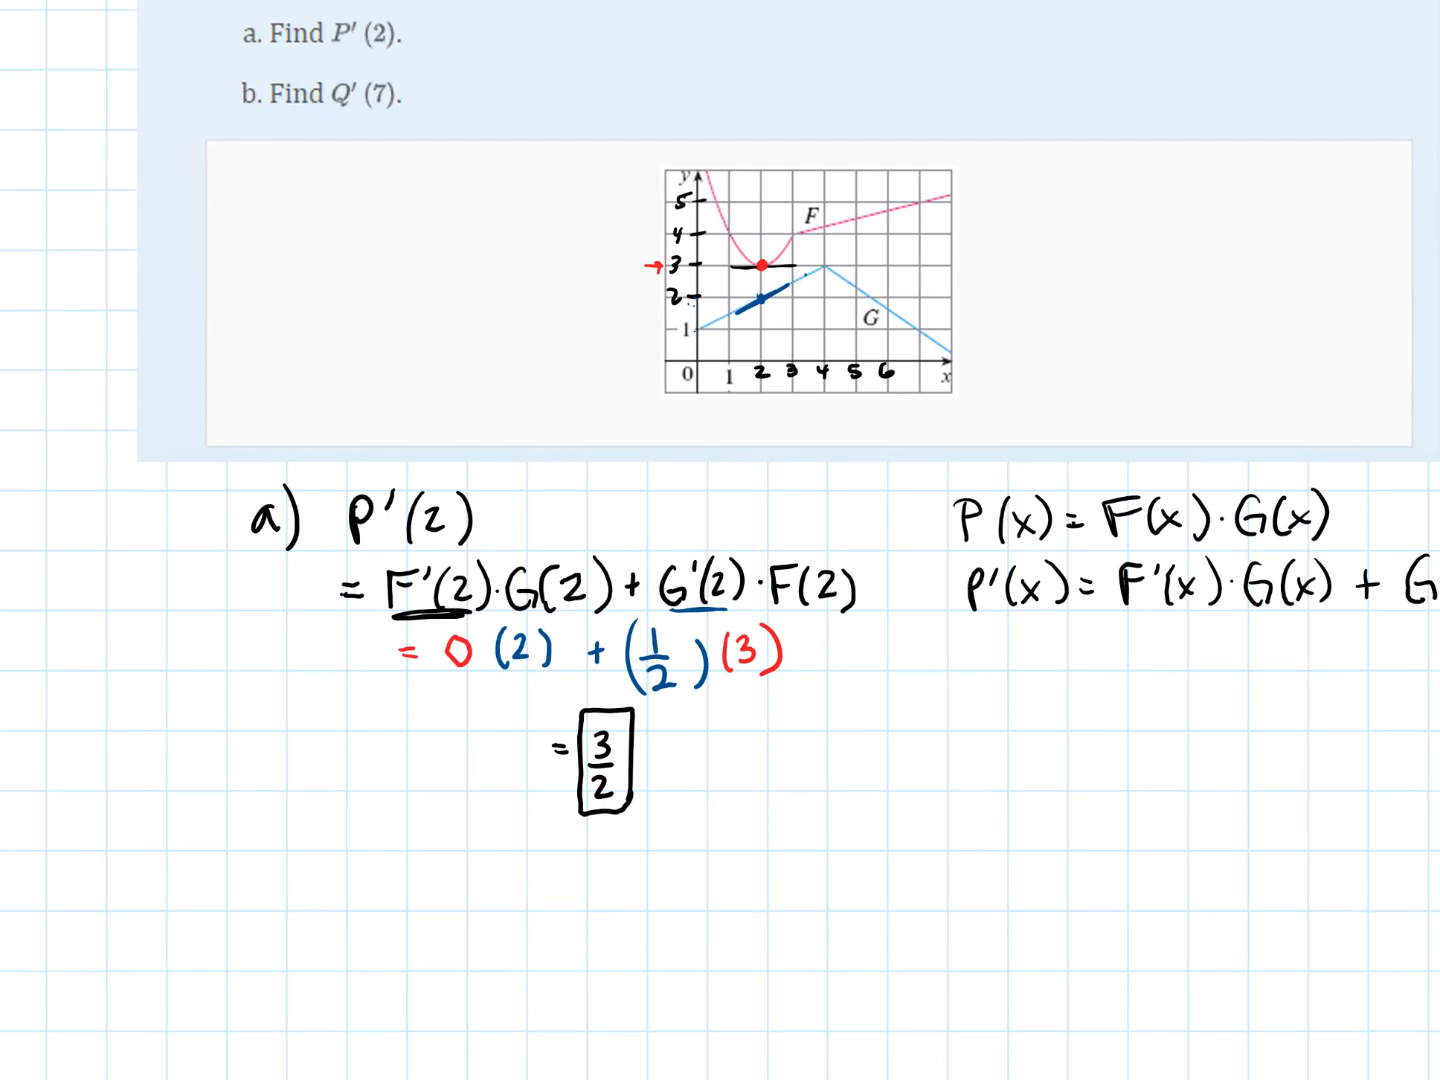 a. Find P′ (2).
b. Find Q′ (7).
y
5
4
F
→3
2
1
G
0 1 2 3 4 5 6 x
a) P'(2)
P(x) = F(x)·G(x)
= F'(2)·G(2) + G'(2)·F(2)
P'(x) = F'(x)·G(x) + G
= 0 (2) + (1/2)(3)
= 3/2